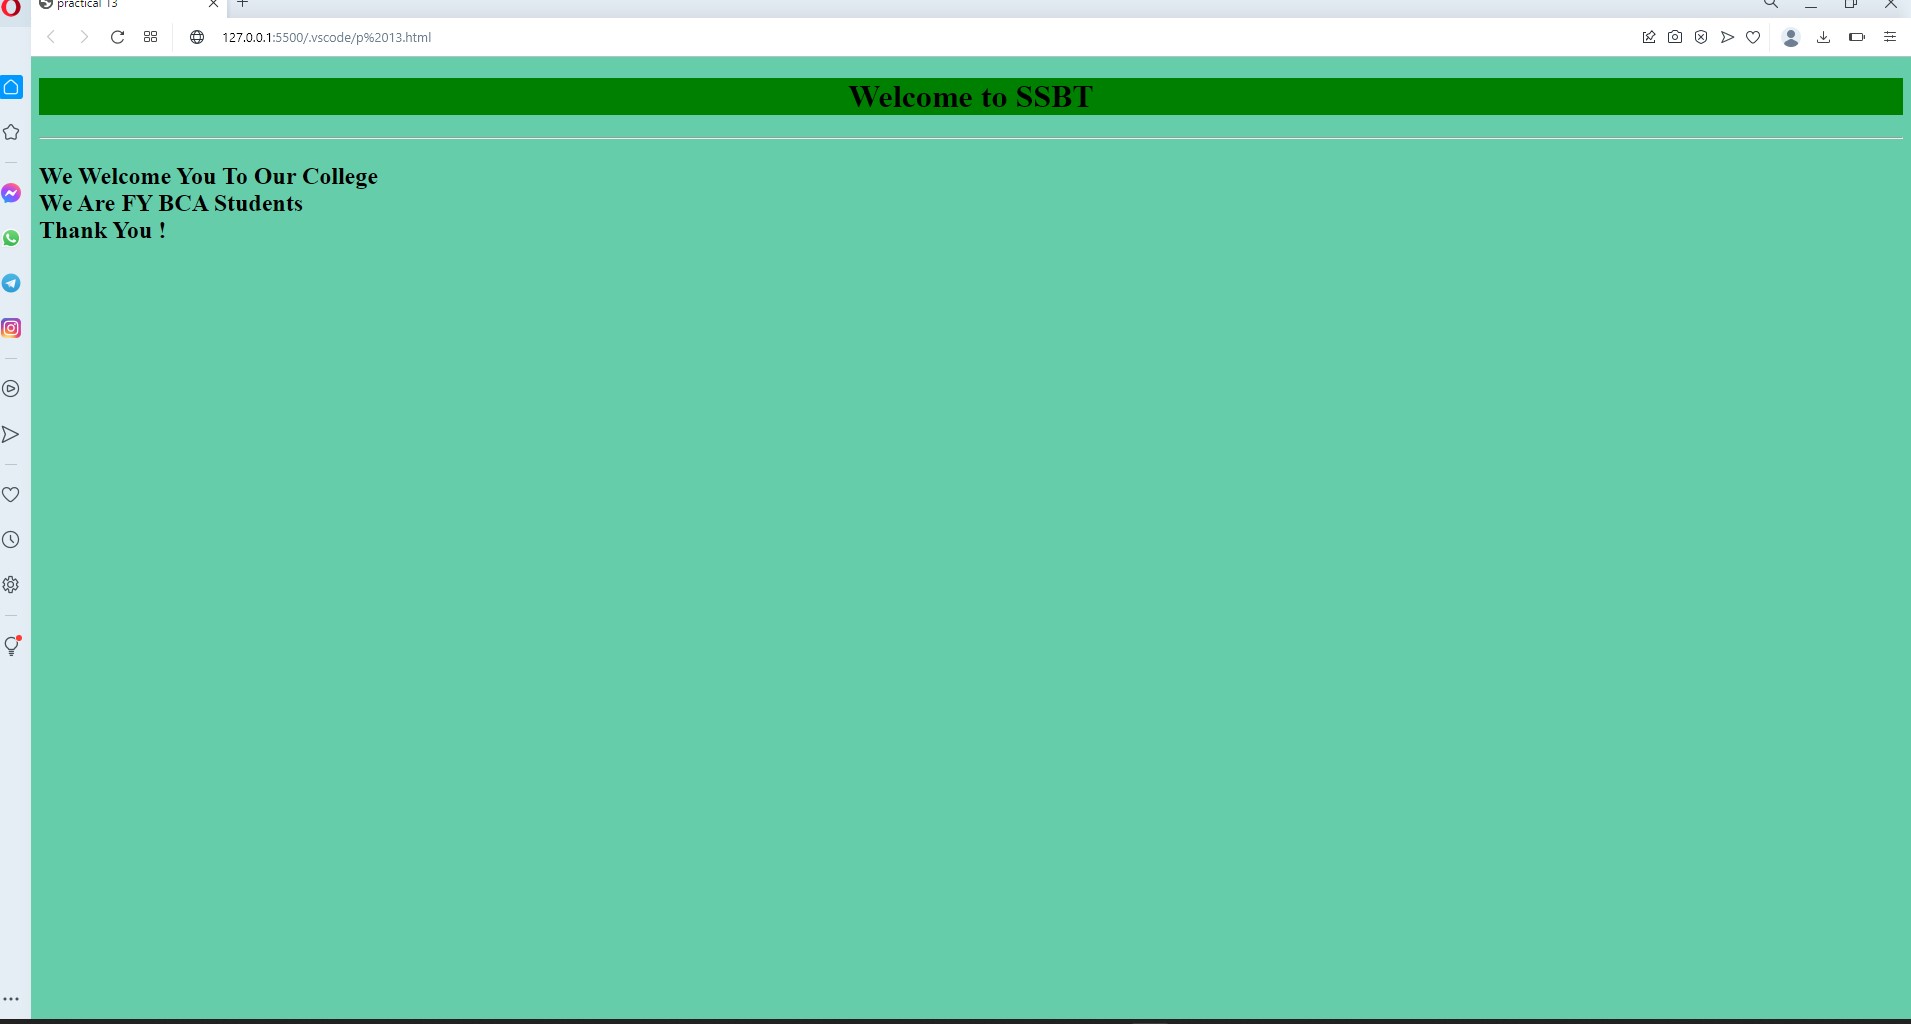 practical 13
127.0.0.1:5500/.vscode/p%2013.html
Welcome to SSBT
We Welcome You To Our College
We Are FY BCA Students
Thank You !